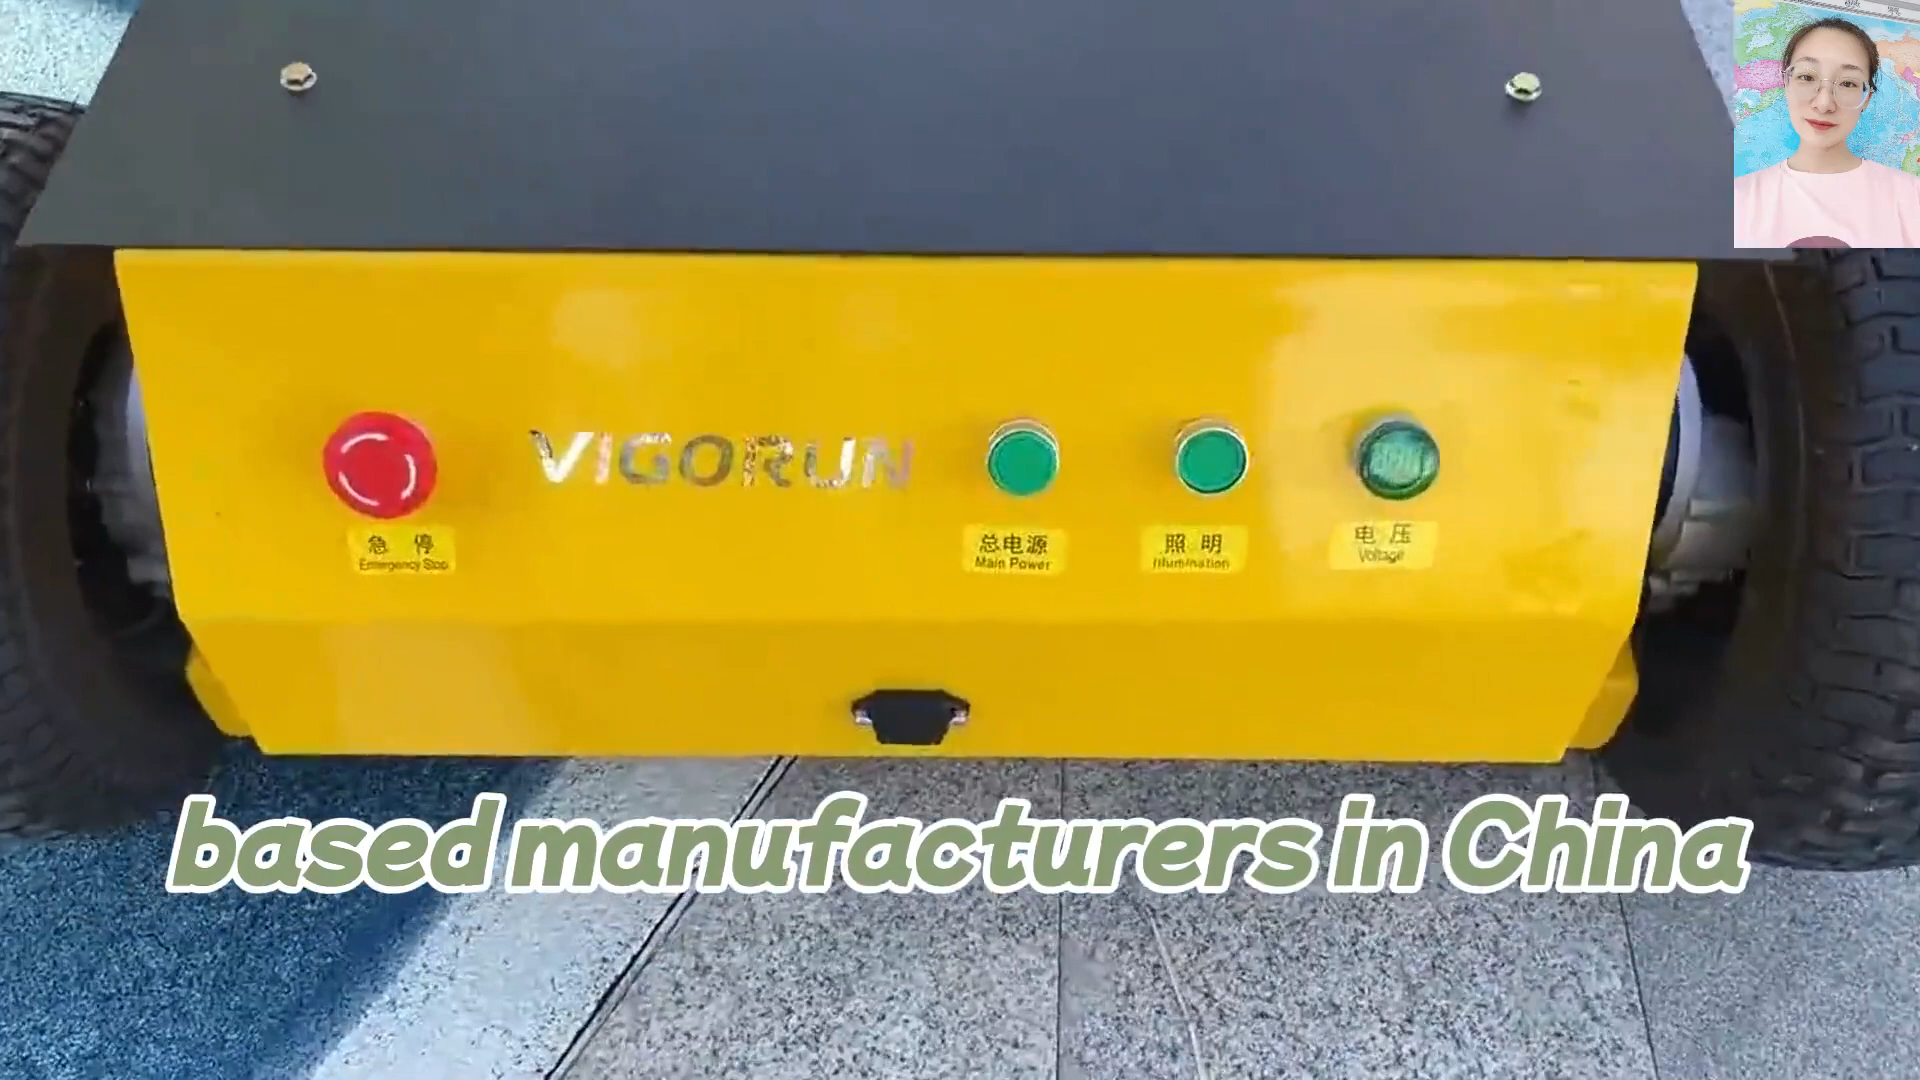 VIGORUN
急 停
Emergency Stop
总电源
Main Power
照 明
Illumination
电 压
Voltage
based manufacturers in China